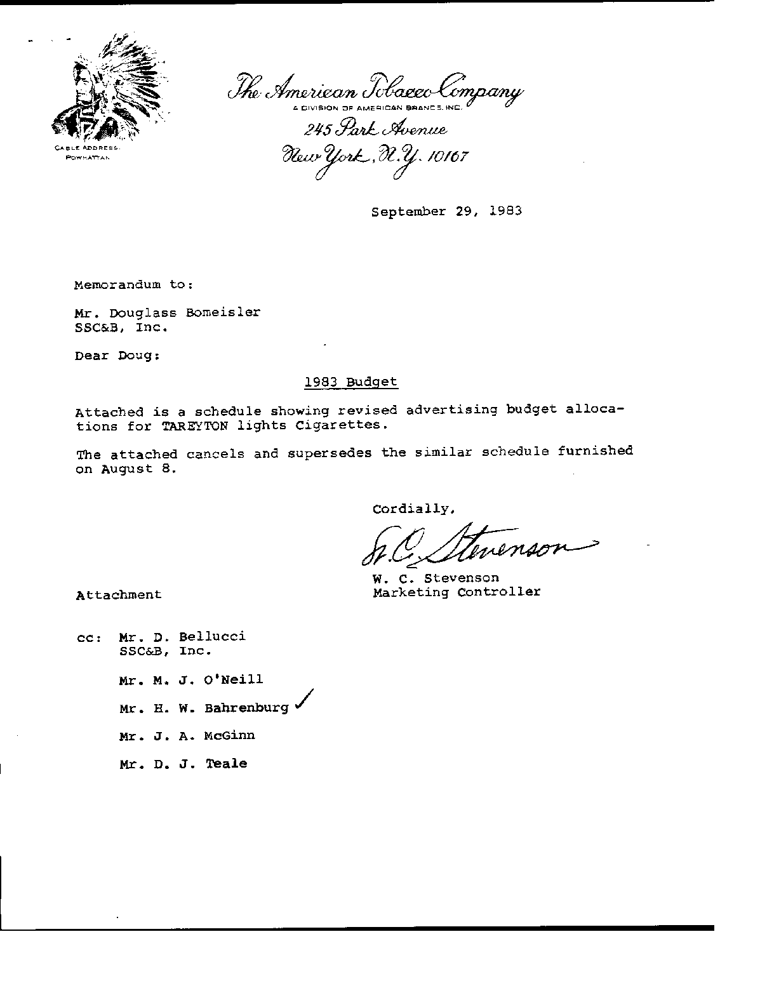 The American Tobacco Company
A DIVISION OF AMERICAN BRANDS, INC.
245 Park Avenue
New York, N.Y. 10167
CABLE ADDRESS:
POWHATTAN
September 29, 1983
Memorandum to:
Mr. Douglass Bomeisler
SSC&B, Inc.
Dear Doug:
1983 Budget
Attached is a schedule showing revised advertising budget alloca-
tions for TAREYTON lights Cigarettes.
The attached cancels and supersedes the similar schedule furnished
on August 8.
Cordially,
W. C. Stevenson
W. C. Stevenson
Marketing Controller
Attachment
cc: Mr. D. Bellucci
SSC&B, Inc.
Mr. M. J. O'Neill
Mr. H. W. Bahrenburg ✓
Mr. J. A. McGinn
Mr. D. J. Teale